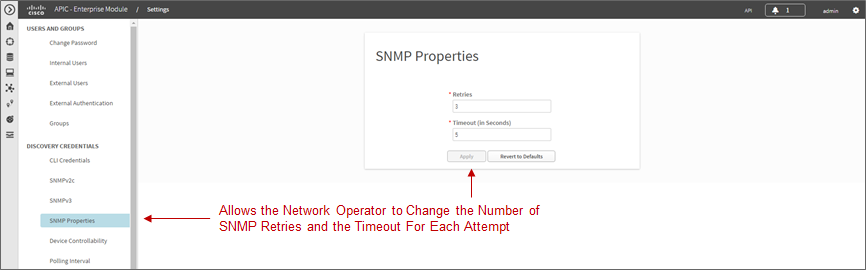 CISCO APIC - Enterprise Module / Settings API 1 admin
USERS AND GROUPS
Change Password
Internal Users
External Users
External Authentication
Groups
DISCOVERY CREDENTIALS
CLI Credentials
SNMPv2c
SNMPv3
SNMP Properties
Device Controllability
Polling Interval
SNMP Properties
* Retries
3
* Timeout (in Seconds)
5
Apply Revert to Defaults
Allows the Network Operator to Change the Number of
SNMP Retries and the Timeout For Each Attempt